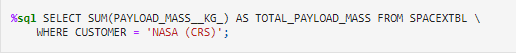 %sql SELECT SUM(PAYLOAD_MASS__KG_) AS TOTAL_PAYLOAD_MASS FROM SPACEXTBL \
WHERE CUSTOMER = 'NASA (CRS)';